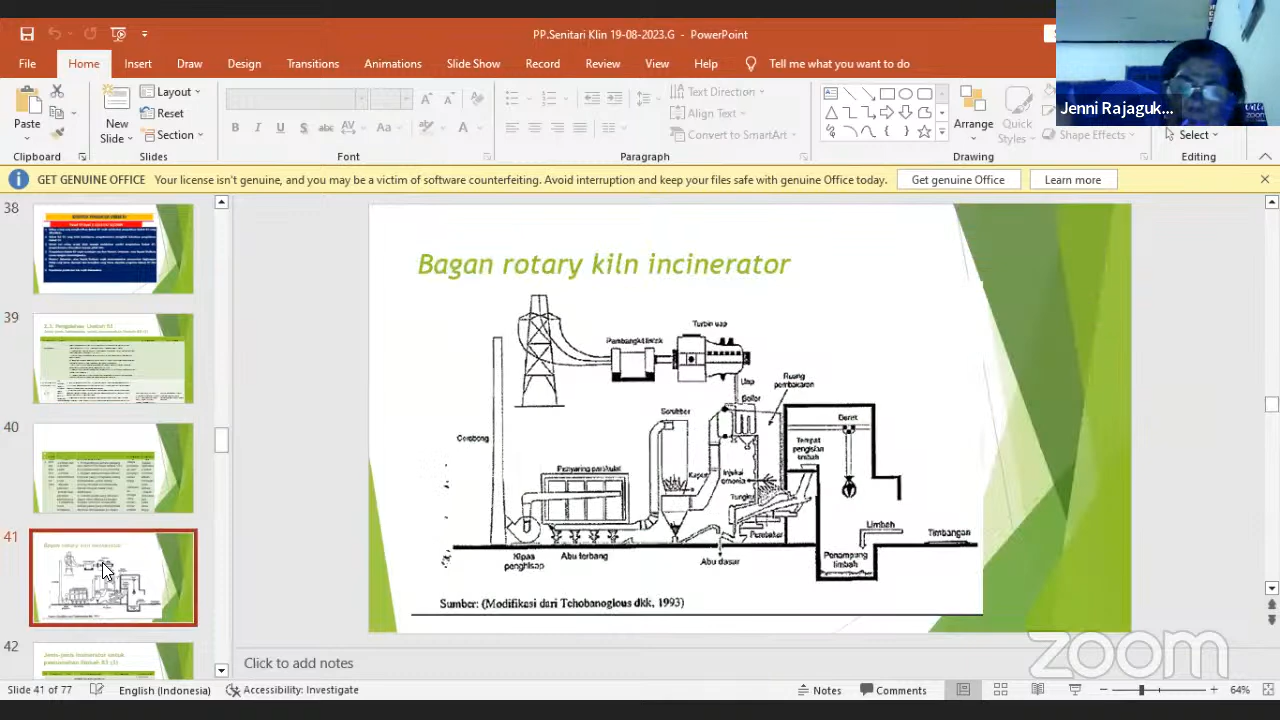 PP.Senitari Klin 19-08-2023.G - PowerPoint
File Home Insert Draw Design Transitions Animations Slide Show Record Review View Help Tell me what you want to do
Jenni Rajaguk...
Paste
New
Slide
Layout
Reset
Section
B I U S abc AV Aa
Text Direction
Align Text
Convert to SmartArt
Arrange
Quick
Styles
Shape Effects
Select
Clipboard Slides Font Paragraph Drawing Editing
GET GENUINE OFFICE Your license isn't genuine, and you may be a victim of software counterfeiting. Avoid interruption and keep your files safe with genuine Office today. Get genuine Office Learn more
38
39
40
41
42
Bagan rotary kiln incinerator
Turbin uap
Pembangkit listrik
Uap
Boiler
Ruang
pembakaran
Scrubber
Cerobong
Derek
Tempat
pengisian
limbah
Penyaring partikulat
Kapur
Injeksi
amonia
Tungku
Pembakar
Limbah
Timbangan
Penampung
limbah
Kipas
penghisap
Abu terbang
Abu dasar
Sumber: (Modifikasi dari Tchobanoglous dkk, 1993)
Click to add notes
zoom
Slide 41 of 77 English (Indonesia) Accessibility: Investigate Notes Comments 64%